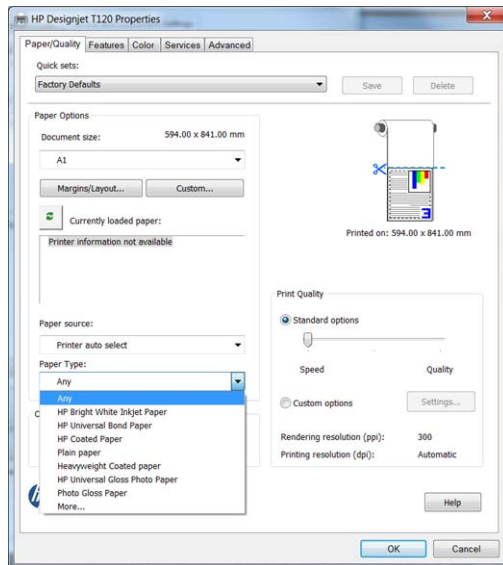 HP Designjet T120 Properties
Paper/Quality Features Color Services Advanced
Quick sets:
Factory Defaults
Save
Delete
Paper Options
Document size: 594.00 x 841.00 mm
A1
Margins/Layout...
Custom...
Currently loaded paper:
Printer information not available
Printed on: 594.00 x 841.00 mm
Paper source:
Printer auto select
Paper Type:
Any
Any
HP Bright White Inkjet Paper
HP Universal Bond Paper
HP Coated Paper
Plain paper
Heavyweight Coated paper
HP Universal Gloss Photo Paper
Photo Gloss Paper
More...
Print Quality
Standard options
Speed Quality
Custom options
Settings...
Rendering resolution (ppi): 300
Printing resolution (dpi): Automatic
Help
OK
Cancel